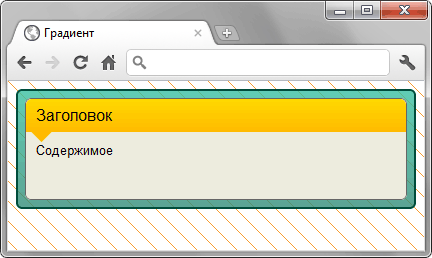 Градиент
Заголовок
Содержимое